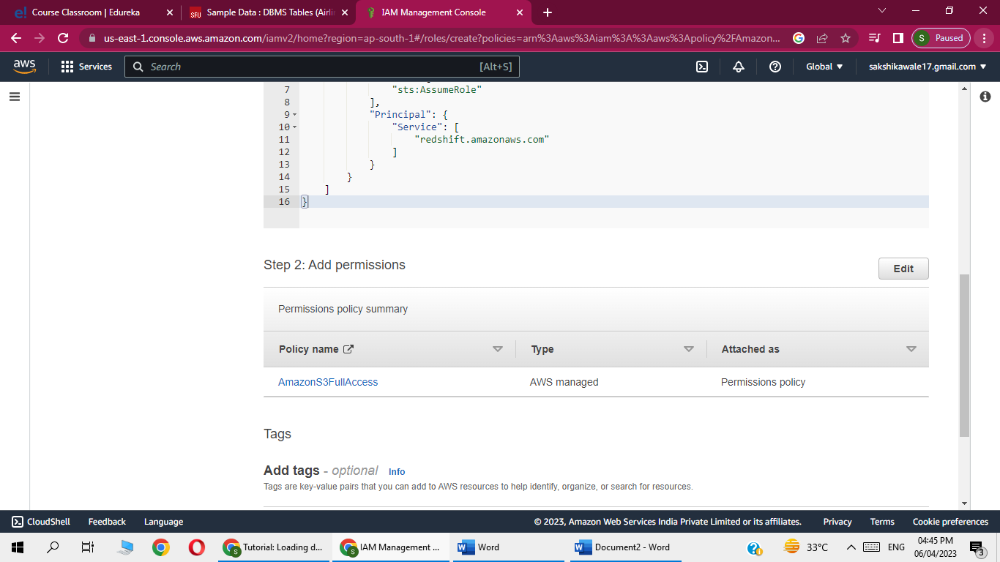 Course Classroom | Edureka
Sample Data : DBMS Tables (Airli
IAM Management Console
us-east-1.console.aws.amazon.com/iamv2/home?region=ap-south-1#/roles/create?policies=arn%3Aaws%3Aiam%3A%3Aaws%3Apolicy%2FAmazon...
S Paused
aws
Services
Search
[Alt+S]
Global
sakshikawale17.gmail.com
7 "sts:AssumeRole"
8 ],
9 "Principal": {
10 "Service": [
11 "redshift.amazonaws.com"
12 ]
13 }
14 }
15 ]
16 }
Step 2: Add permissions
Edit
Permissions policy summary
Policy name Type Attached as
AmazonS3FullAccess AWS managed Permissions policy
Tags
Add tags - optional Info
Tags are key-value pairs that you can add to AWS resources to help identify, organize, or search for resources.
CloudShell Feedback Language © 2023, Amazon Web Services India Private Limited or its affiliates. Privacy Terms Cookie preferences
Tutorial: Loading d...
IAM Management ...
Word
Document2 - Word
33°C
ENG
04:45 PM
06/04/2023
3